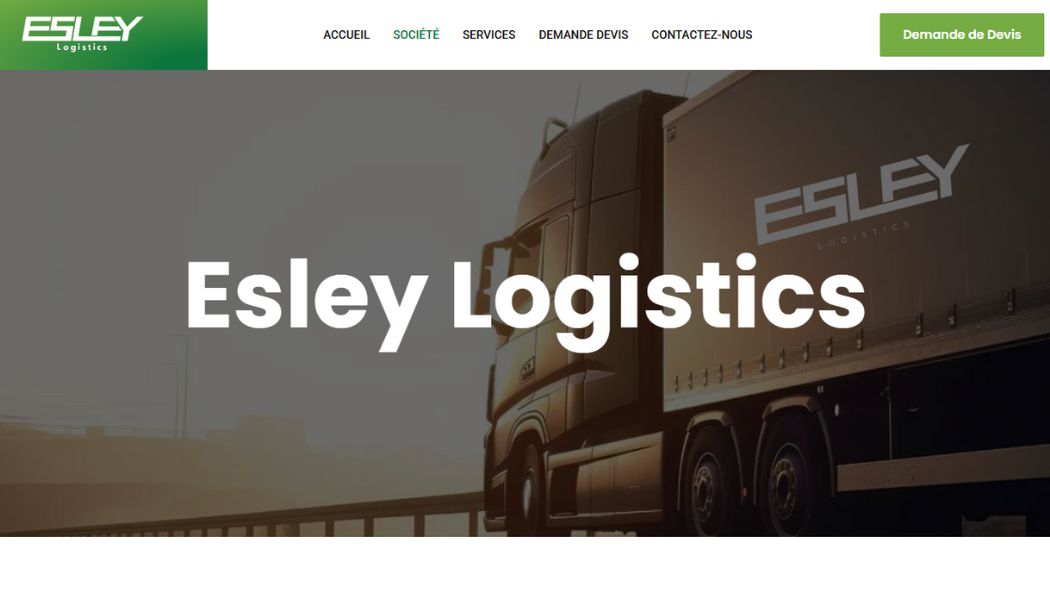 ESLEY
Logistics
ACCUEIL
SOCIÉTÉ
SERVICES
DEMANDE DEVIS
CONTACTEZ-NOUS
Demande de Devis
ESLEY
LOGISTICS
Esley Logistics